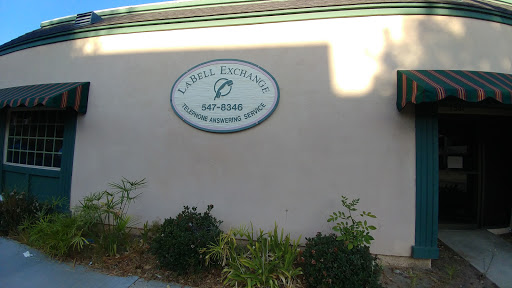 LABELL EXCHANGE
547-8346
TELEPHONE ANSWERING SERVICE